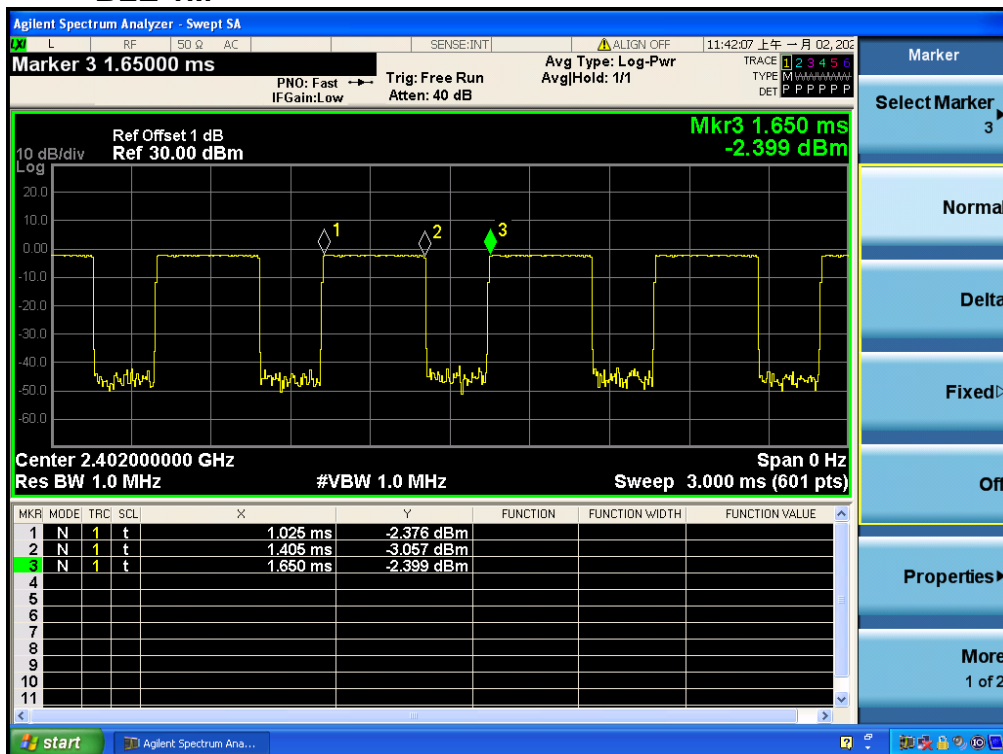 Agilent Spectrum Analyzer - Swept SA
LXI L RF 50 Ω AC SENSE:INT ALIGN OFF 11:42:07 上午 一月 02, 202
Marker 3 1.65000 ms
PNO: Fast
IFGain:Low
Trig: Free Run
Atten: 40 dB
Avg Type: Log-Pwr
Avg|Hold: 1/1
TRACE 1 2 3 4 5 6
TYPE M
DET P P P P P P
Ref Offset 1 dB
10 dB/div Ref 30.00 dBm
Log
Mkr3 1.650 ms
-2.399 dBm
20.0
10.0
0.00
-10.0
-20.0
-30.0
-40.0
-50.0
-60.0
1
2
3
Center 2.402000000 GHz
Res BW 1.0 MHz
#VBW 1.0 MHz
Span 0 Hz
Sweep 3.000 ms (601 pts)
MKR MODE TRC SCL X Y FUNCTION FUNCTION WIDTH FUNCTION VALUE
1 N 1 t 1.025 ms -2.376 dBm
2 N 1 t 1.405 ms -3.057 dBm
3 N 1 t 1.650 ms -2.399 dBm
4
5
6
7
8
9
10
11
Marker
Select Marker
3
Normal
Delta
Fixed
Off
Properties
More
1 of 2
start
Agilent Spectrum Ana...